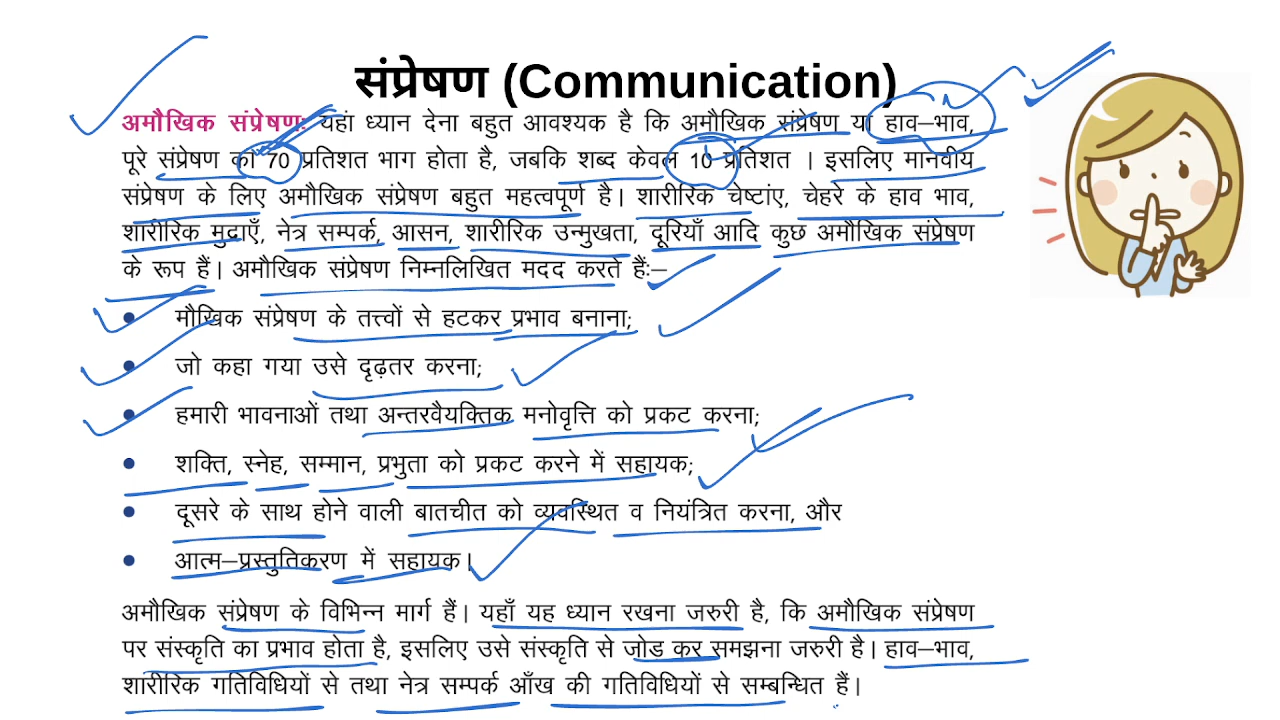 संप्रेषण (Communication)
अमौखिक संप्रेषण: यहां ध्यान देना बहुत आवश्यक है कि अमौखिक संप्रेषण या हाव–भाव,
पूरे संप्रेषण का 70 प्रतिशत भाग होता है, जबकि शब्द केवल 10 प्रतिशत । इसलिए मानवीय
संप्रेषण के लिए अमौखिक संप्रेषण बहुत महत्वपूर्ण है। शारीरिक चेष्टांए, चेहरे के हाव भाव,
शारीरिक मुद्राएँ, नेत्र सम्पर्क, आसन, शारीरिक उन्मुखता, दूरियाँ आदि कुछ अमौखिक संप्रेषण
के रूप हैं। अमौखिक संप्रेषण निम्नलिखित मदद करते हैं:–
• मौखिक संप्रेषण के तत्त्वों से हटकर प्रभाव बनाना;
• जो कहा गया उसे दृढ़तर करना;
• हमारी भावनाओं तथा अन्तरवैयक्तिक मनोवृत्ति को प्रकट करना;
• शक्ति, स्नेह, सम्मान, प्रभुता को प्रकट करने में सहायक;
• दूसरे के साथ होने वाली बातचीत को व्यवस्थित व नियंत्रित करना, और
• आत्म–प्रस्तुतिकरण में सहायक।
अमौखिक संप्रेषण के विभिन्न मार्ग हैं। यहाँ यह ध्यान रखना जरुरी है, कि अमौखिक संप्रेषण
पर संस्कृति का प्रभाव होता है, इसलिए उसे संस्कृति से जोड कर समझना जरुरी है। हाव–भाव,
शारीरिक गतिविधियों से तथा नेत्र सम्पर्क आँख की गतिविधियों से सम्बन्धित हैं।